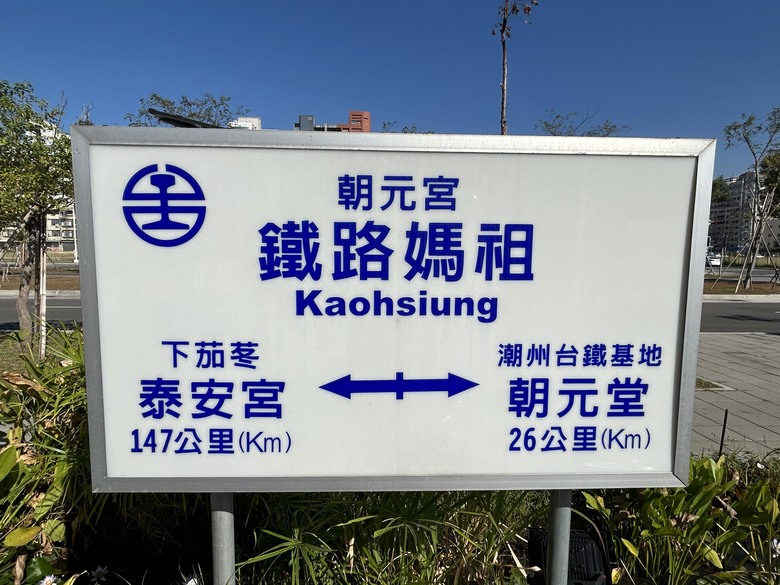 朝元宮
鐵路媽祖
Kaohsiung
下茄苳
泰安宮
147公里(Km)
潮州台鐵基地
朝元堂
26公里(Km)